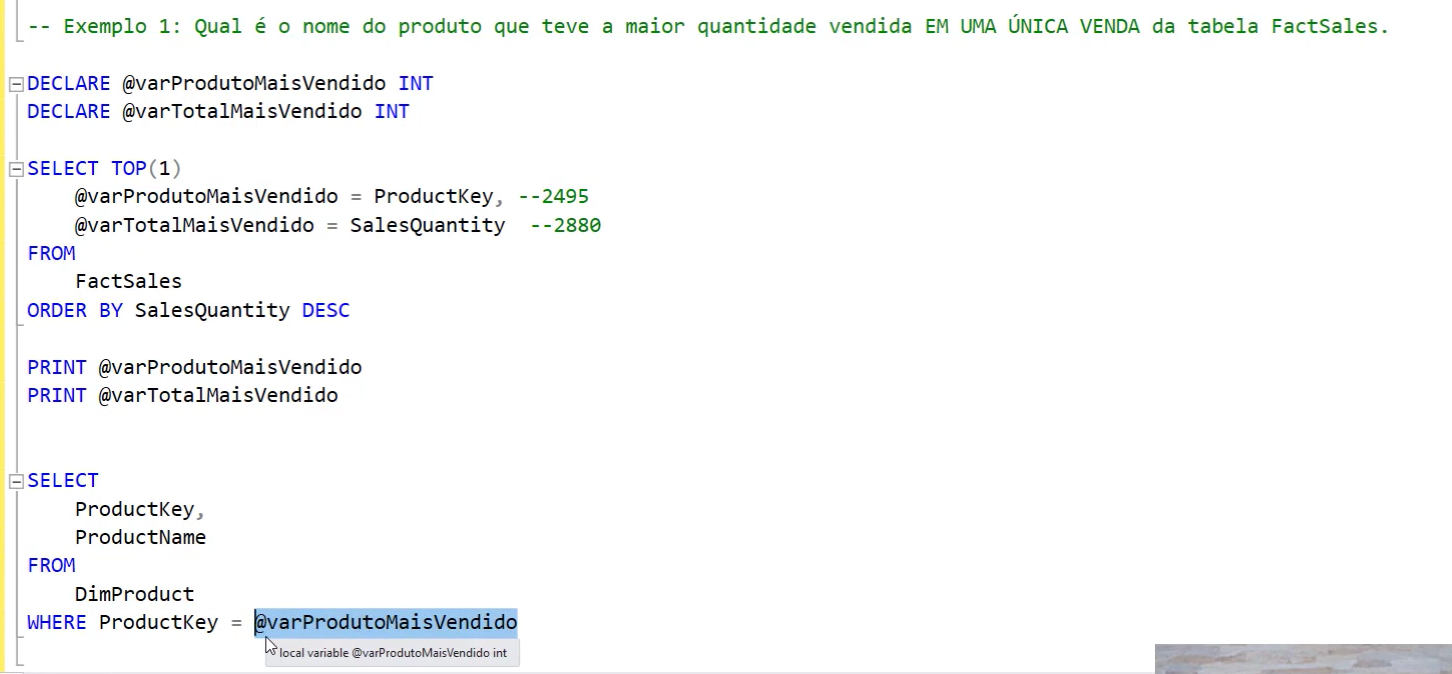 -- Exemplo 1: Qual é o nome do produto que teve a maior quantidade vendida EM UMA ÚNICA VENDA da tabela FactSales.
DECLARE @varProdutoMaisVendido INT
DECLARE @varTotalMaisVendido INT
SELECT TOP(1)
@varProdutoMaisVendido = ProductKey, --2495
@varTotalMaisVendido = SalesQuantity --2880
FROM
FactSales
ORDER BY SalesQuantity DESC
PRINT @varProdutoMaisVendido
PRINT @varTotalMaisVendido
SELECT
ProductKey,
ProductName
FROM
DimProduct
WHERE ProductKey = @varProdutoMaisVendido
local variable @varProdutoMaisVendido int